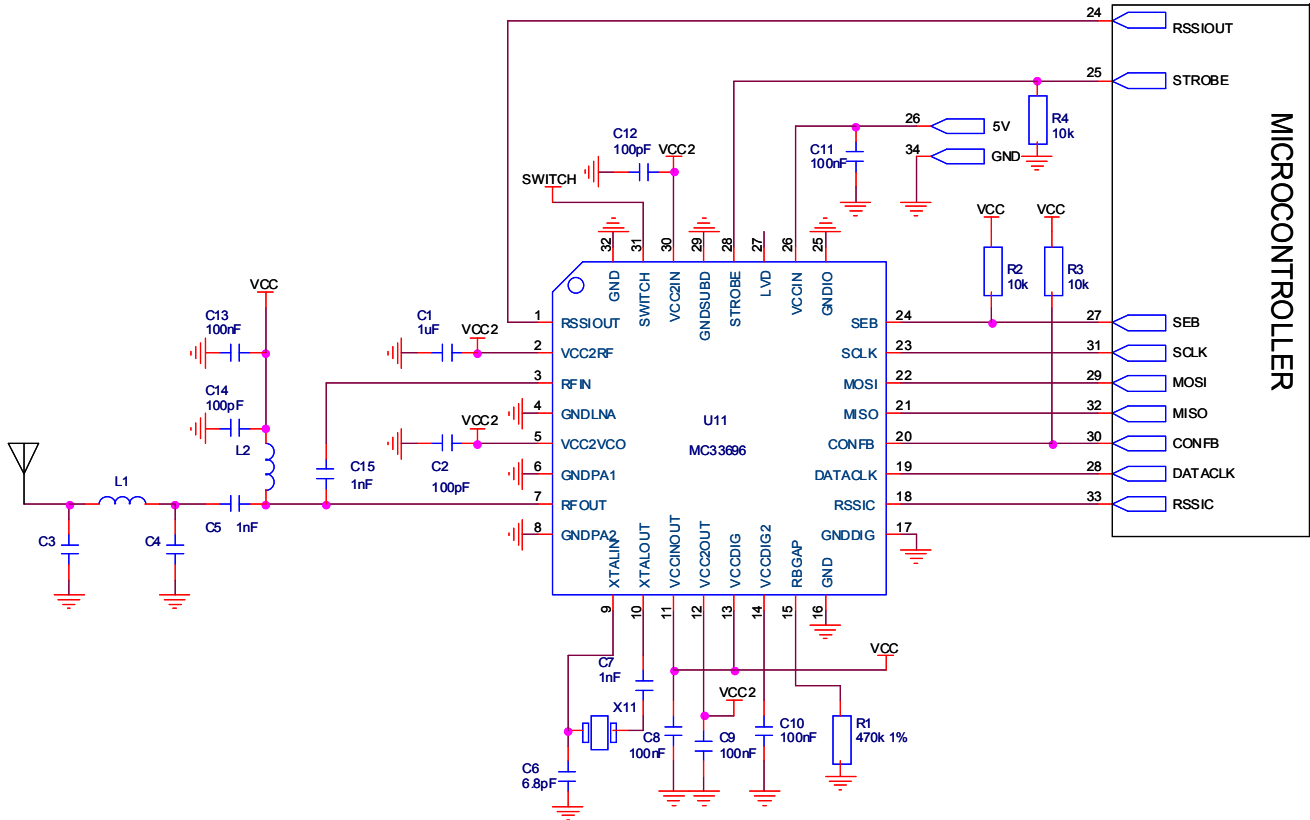 24
RSSIOUT
25
STROBE
R4
10k
26
5V
34
GND
C11
100nF
C12
100pF
VCC2
SWITCH
MICROCONTROLLER
VCC
VCC
R2
10k
R3
10k
32
31
30
29
28
27
26
25
GND
SWITCH
VCC2IN
GNDSUBD
STROBE
LVD
VCCIN
GNDIO
VCC
C13
100nF
C14
100pF
L2
C1
1uF
VCC2
VCC2
C2
100pF
C15
1nF
L1
C5
1nF
C3
C4
1
RSSIOUT
2
VCC2RF
3
RFIN
4
GNDLNA
5
VCC2VCO
6
GNDPA1
7
RFOUT
8
GNDPA2
U11
MC33696
SEB
24
27
SEB
SCLK
23
31
SCLK
MOSI
22
29
MOSI
MISO
21
32
MISO
CONFB
20
30
CONFB
DATACLK
19
28
DATACLK
RSSIC
18
33
RSSIC
GNDDIG
17
XTALIN
XTALOUT
VCCINOUT
VCC2OUT
VCCDIG
VCCDIG2
RBGAP
GND
9
10
11
12
13
14
15
16
VCC
C7
1nF
X11
VCC2
C6
6.8pF
C8
100nF
C9
100nF
C10
100nF
R1
470k 1%